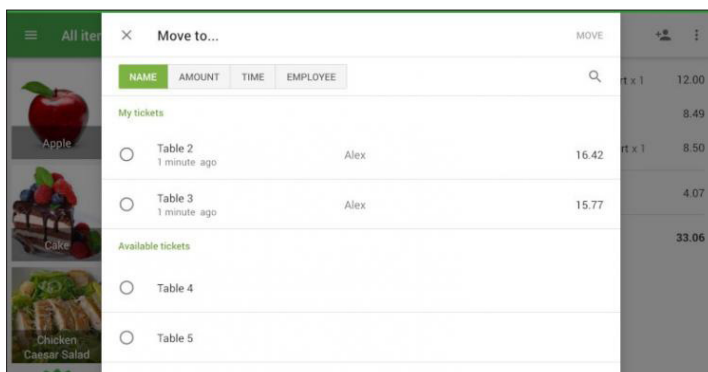 All iter
Move to...
MOVE
NAME
AMOUNT
TIME
EMPLOYEE
rt x 1 12.00
My tickets
8.49
Apple
Table 2
Alex
16.42
rt x 1 8.50
1 minute ago
Table 3
Alex
15.77
4.07
1 minute ago
Cake
Available tickets
33.06
Table 4
Chicken
Caesar Salad
Table 5